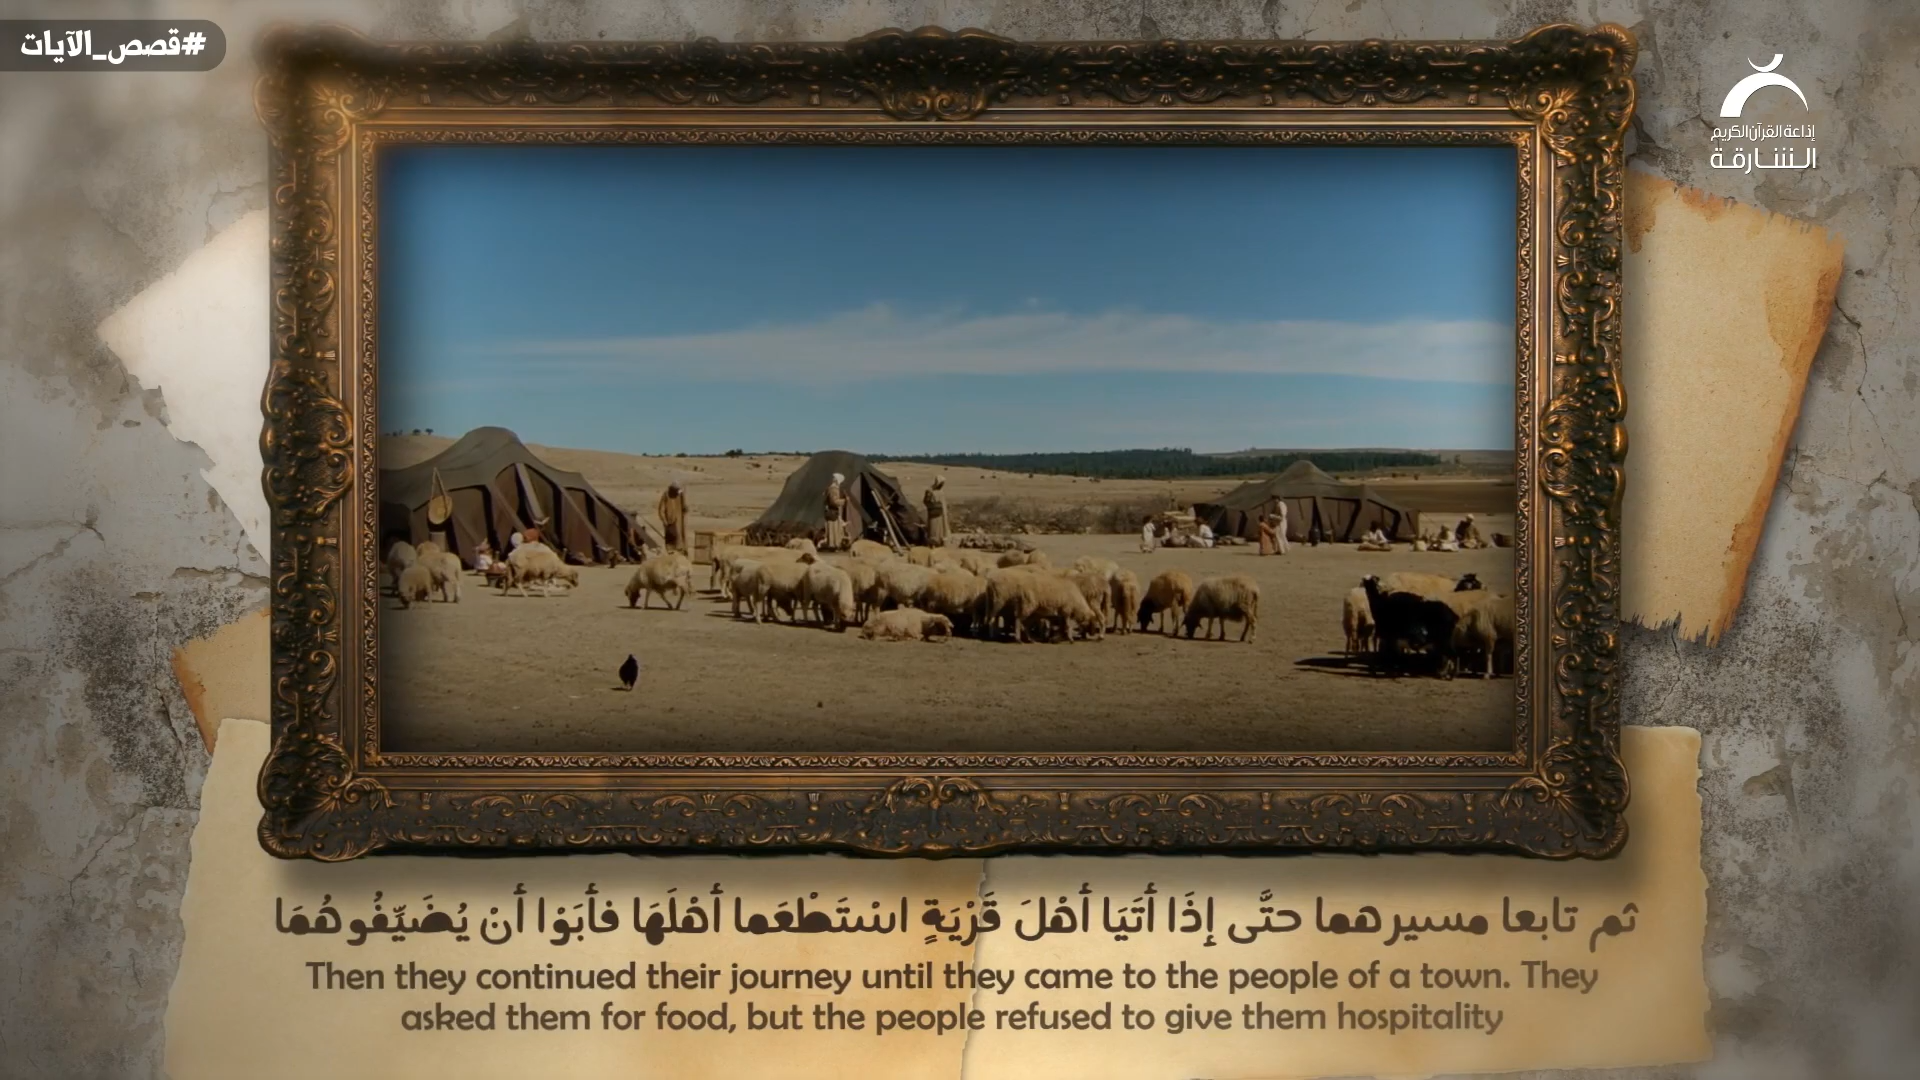 #قصص_الآيات
إذاعة القرآن الكريم
الشارقة
ثم تابعا مسيرهما حتَّى إِذَا أَتَيَا أَهْلَ قَرْيَةٍ اسْتَطْعَما أَهْلَهَا فأَبَوْا أَنْ يُضَيِّفُوهُمَا
Then they continued their journey until they came to the people of a town. They
asked them for food, but the people refused to give them hospitality